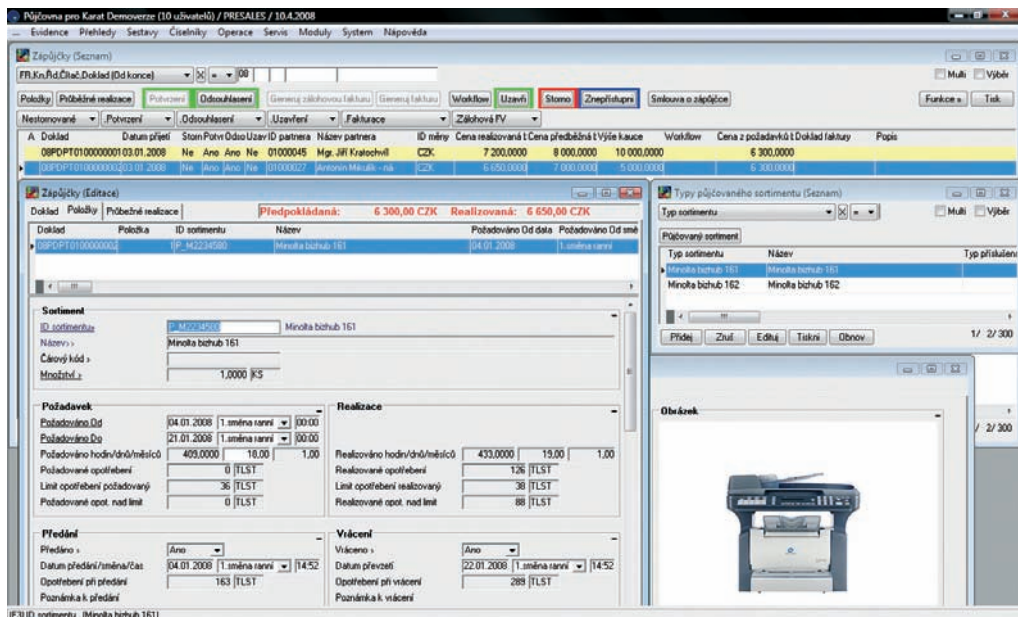 Půjčovna pro Karat Demoverze (10 uživatelů) / PRESALES / 10.4.2008
Evidence Přehledy Sestavy Číselníky Operace Servis Moduly System Nápověda
Zápůjčky (Seznam)
FR,Kn,Řd,Čítač,Doklad (Od konce) = 08 Multi Výběr
Položky Průběžné realizace Potvrzení Odsouhlasení Generuj zálohovou fakturu Generuj fakturu Workflow Uzavři Storno Znepřístupni Smlouva o zápůjčce Funkce » Tisk
Nestornované .Potvrzení .Odsouhlasení .Uzavření .Fakturace Zálohová FV
A Doklad Datum přijetí Storn Potvr Odso Uzav ID partnera Název partnera ID měny Cena realizovaná t Cena předběžná t Výše kauce Workflow Cena z požadavků t Doklad faktury Popis
08PDPT010000000103.01.2008 Ne Ano Ano Ne 01000045 Mgr. Jiří Kratochvíl CZK 7 200,0000 8 000,0000 10 000,0000 6 300,0000
08PDPT0100000002 03.01.2008 Ne Ano Ano Ne 01000027 Antonín Mikulík - ná CZK 6 650,0000 7 000,0000 5 000,0000 6 300,0000
Zápůjčky (Editace)
Doklad Položky Průbežné realizace Předpokládaná: 6 300,00 CZK Realizovaná: 6 650,00 CZK
Doklad Položka ID sortimentu Název Požadováno Od data Požadováno Od smě
08PDPT0100000002 1 P_M2234580 Minolta bizhub 161 04.01.2008 1.směna ranní
Sortiment
ID sortimentu» P_M2234580 Minolta bizhub 161
Název>> Minolta bizhub 161
Čárový kód >
Množství > 1,0000 KS
Požadavek Realizace
Požadováno Od 04.01.2008 1.směna ranní 00:00
Požadováno Do 21.01.2008 1.směna ranní 00:00
Požadováno hodin/dnů/měsíců 409,0000 18,00 1,00 Realizováno hodin/dnů/měsíců 433,0000 19,00 1,00
Požadované opotřebení 0 TLST Realizované opotřebení 126 TLST
Limit opotřebení požadovaný 36 TLST Limit opotřebení realizovaný 38 TLST
Požadované opot. nad limit 0 TLST Realizované opot. nad limit 88 TLST
Předání Vrácení
Předáno > Ano Vráceno > Ano
Datum předání/směna/čas 04.01.2008 1.směna ranní 14:52 Datum převzetí 22.01.2008 1.směna ranní 14:52
Opotřebení při předání 163 TLST Opotřebení při vrácení 289 TLST
Poznámka k předání Poznámka k vrácení
Typy půjčovaného sortimentu (Seznam)
Typ sortimentu = Multi Výběr
Půjčovaný sortiment
Typ sortimentu Název Typ příslušen
Minolta bizhub 161 Minolta bizhub 161
Minolta bizhub 162 Minolta bizhub 162
Přidej Zruš Edituj Tiskni Obnov 1/ 2/ 300
Obrázek
/ 2/ 300
[F3] ID sortimentu [Minolta bizhub 161]